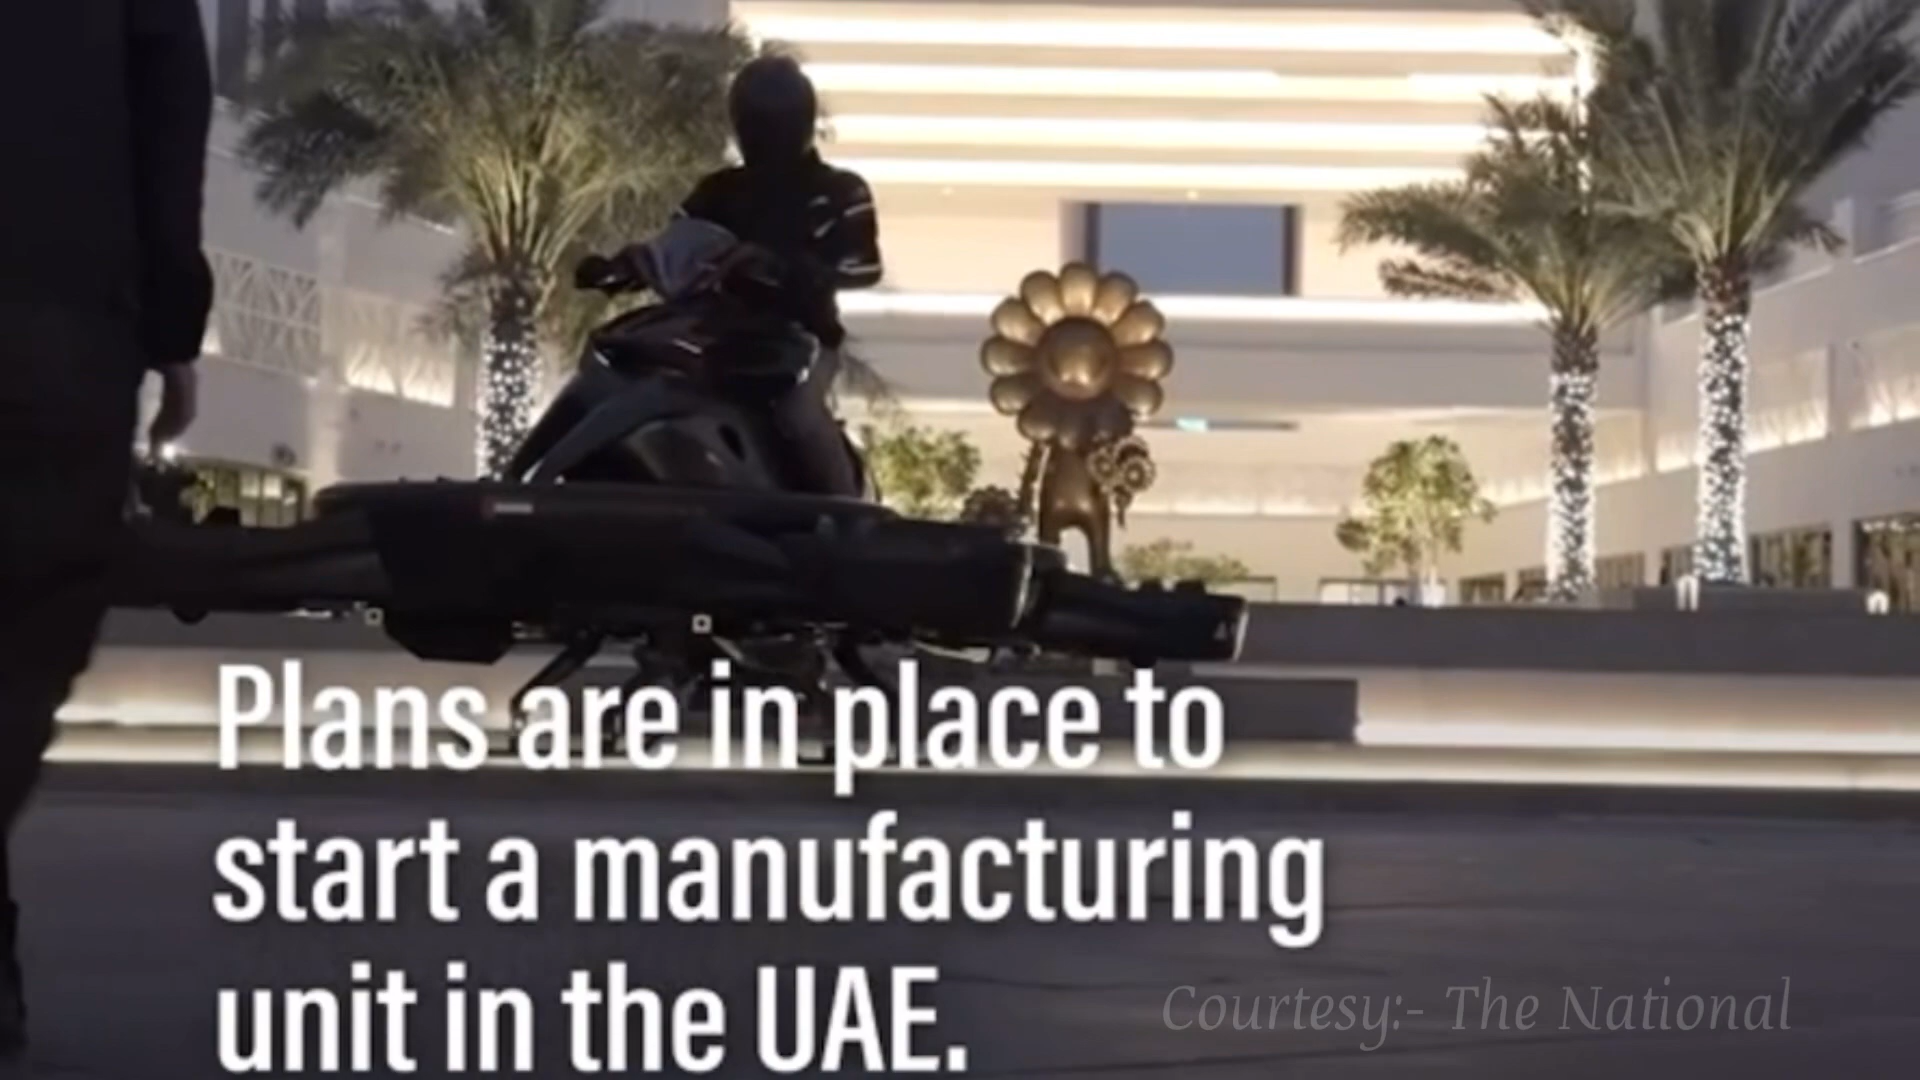 Plans are in place to
start a manufacturing
unit in the UAE.
Courtesy:- The National